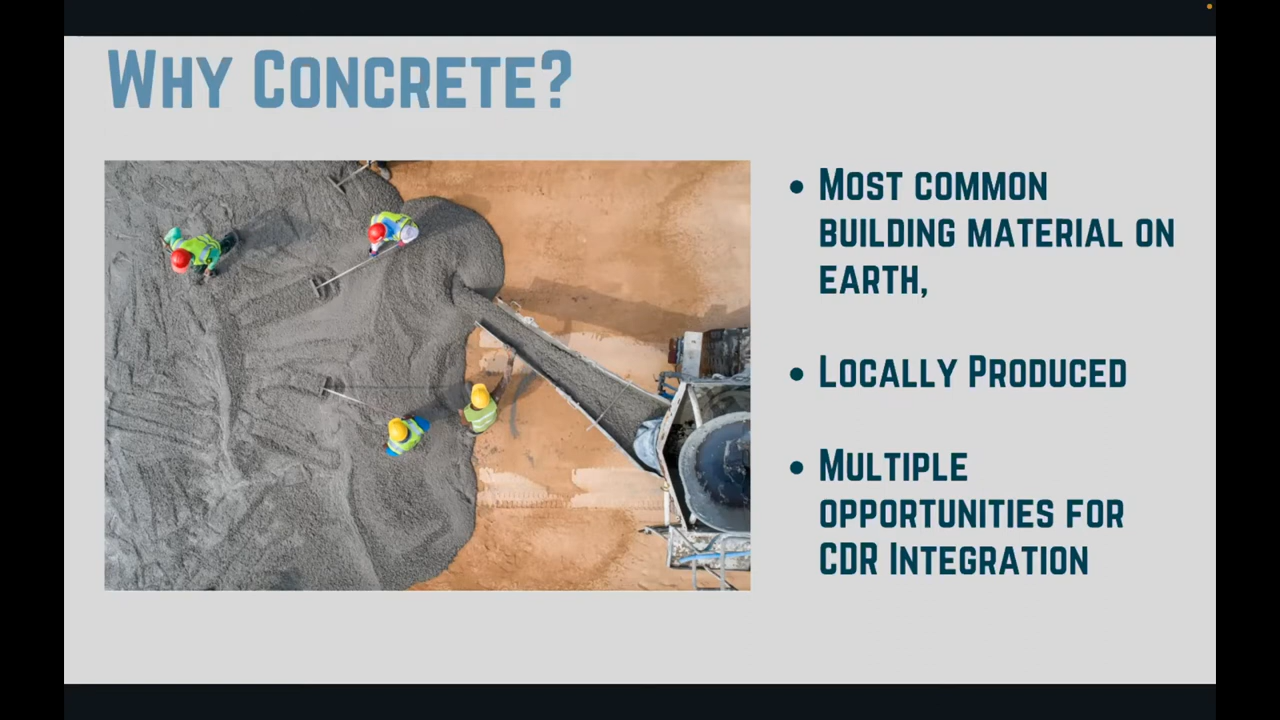 Why Concrete?
• Most common
building material on
earth,
• Locally Produced
• Multiple
opportunities for
CDR Integration